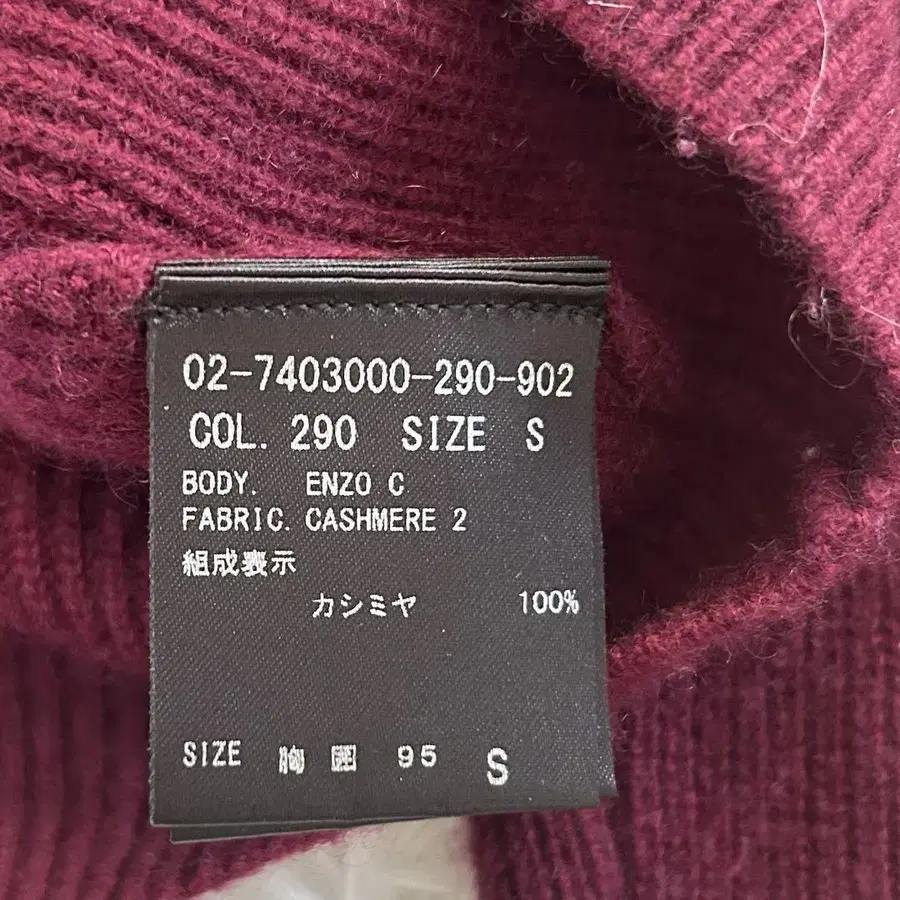 02-7403000-290-902
COL. 290 SIZE S
BODY. ENZO C
FABRIC. CASHMERE 2
組成表示
カシミヤ 100%
SIZE 胸 囲 95 S